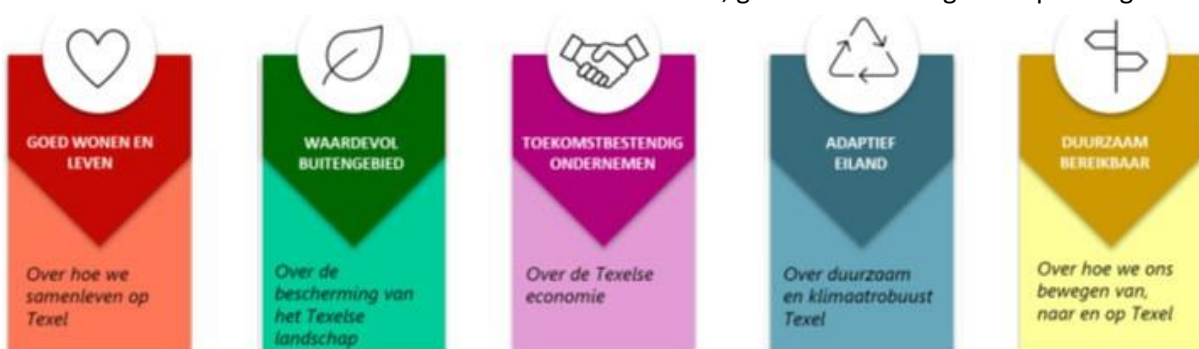 GOED WONEN EN
LEVEN
Over hoe we
samenleven op
Texel
WAARDEVOL
BUITENGEBIED
Over de
bescherming van
het Texelse
landschap
TOEKOMSTBESTENDIG
ONDERNEMEN
Over de Texelse
economie
ADAPTIEF
EILAND
Over duurzaam
en klimaatrobuust
Texel
DUURZAAM
BEREIKBAAR
Over hoe we ons
bewegen van,
naar en op Texel